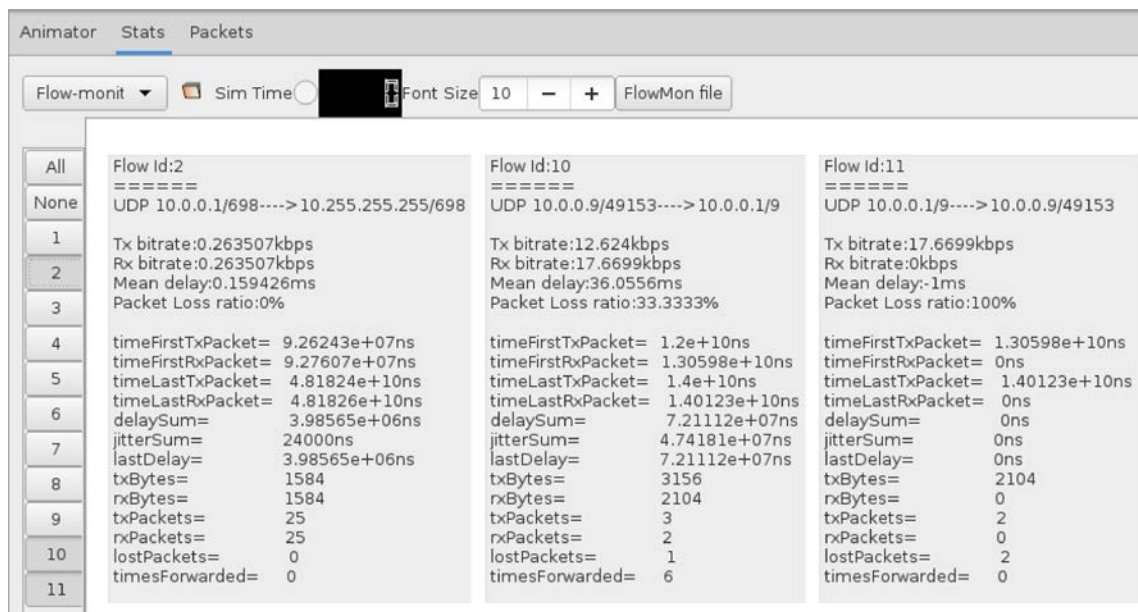 Animator Stats Packets
Flow-monit Sim Time Font Size 10 − + FlowMon file
All
None
1
2
3
4
5
6
7
8
9
10
11
Flow Id:2
======
UDP 10.0.0.1/698---->10.255.255.255/698
Tx bitrate:0.263507kbps
Rx bitrate:0.263507kbps
Mean delay:0.159426ms
Packet Loss ratio:0%
timeFirstTxPacket= 9.26243e+07ns
timeFirstRxPacket= 9.27607e+07ns
timeLastTxPacket= 4.81824e+10ns
timeLastRxPacket= 4.81826e+10ns
delaySum= 3.98565e+06ns
jitterSum= 24000ns
lastDelay= 3.98565e+06ns
txBytes= 1584
rxBytes= 1584
txPackets= 25
rxPackets= 25
lostPackets= 0
timesForwarded= 0
Flow Id:10
======
UDP 10.0.0.9/49153---->10.0.0.1/9
Tx bitrate:12.624kbps
Rx bitrate:17.6699kbps
Mean delay:36.0556ms
Packet Loss ratio:33.3333%
timeFirstTxPacket= 1.2e+10ns
timeFirstRxPacket= 1.30598e+10ns
timeLastTxPacket= 1.4e+10ns
timeLastRxPacket= 1.40123e+10ns
delaySum= 7.21112e+07ns
jitterSum= 4.74181e+07ns
lastDelay= 7.21112e+07ns
txBytes= 3156
rxBytes= 2104
txPackets= 3
rxPackets= 2
lostPackets= 1
timesForwarded= 6
Flow Id:11
======
UDP 10.0.0.1/9---->10.0.0.9/49153
Tx bitrate:17.6699kbps
Rx bitrate:0kbps
Mean delay:-1ms
Packet Loss ratio:100%
timeFirstTxPacket= 1.30598e+10ns
timeFirstRxPacket= 0ns
timeLastTxPacket= 1.40123e+10ns
timeLastRxPacket= 0ns
delaySum= 0ns
jitterSum= 0ns
lastDelay= 0ns
txBytes= 2104
rxBytes= 0
txPackets= 2
rxPackets= 0
lostPackets= 2
timesForwarded= 0